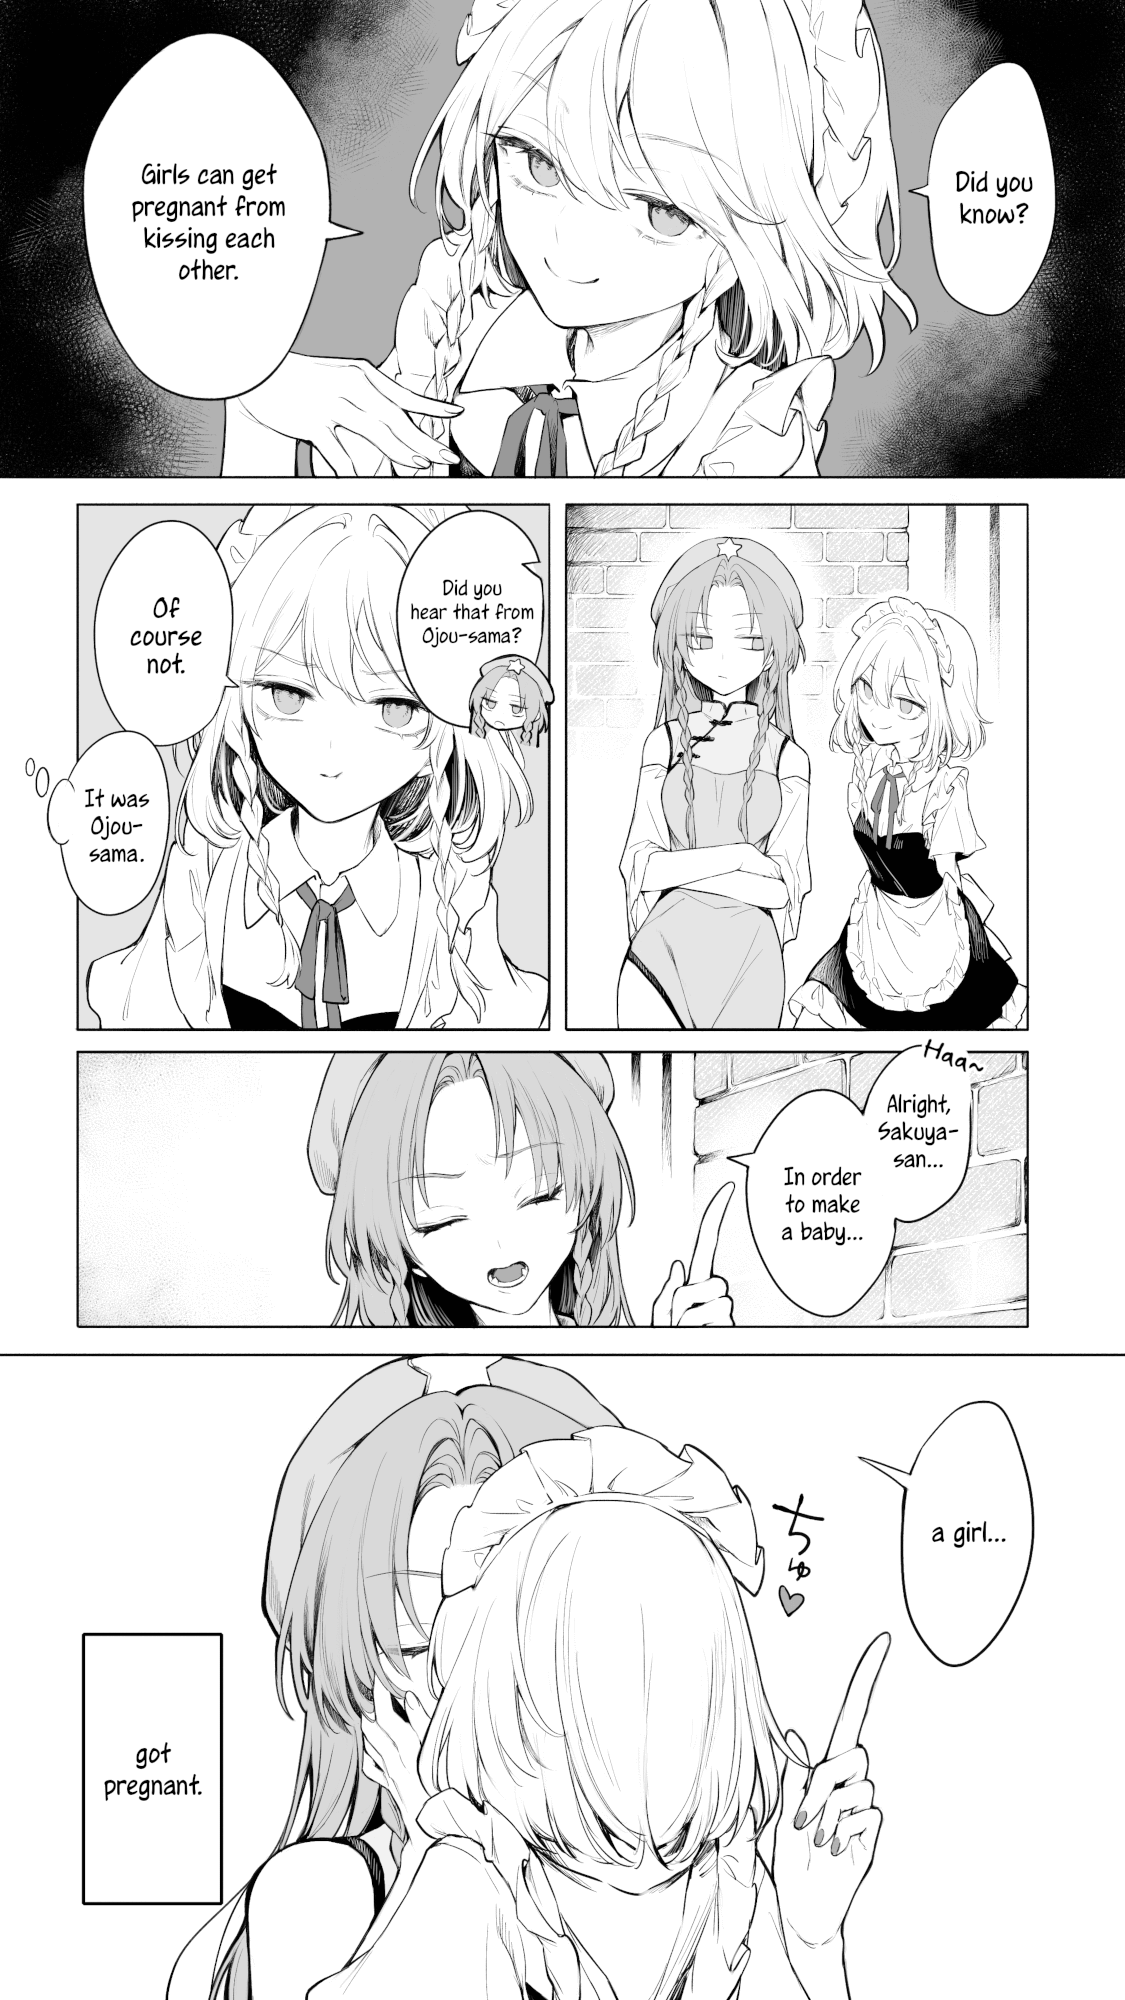 Did you
know?
Girls can get
pregnant from
kissing each
other.
Did you
hear that from
Ojou-sama?
Of
course
not.
It was
Ojou-
sama.
Haa~
Alright,
Sakuya-
san...
In order
to make
a baby...
a girl...
ちゅ
got
pregnant.